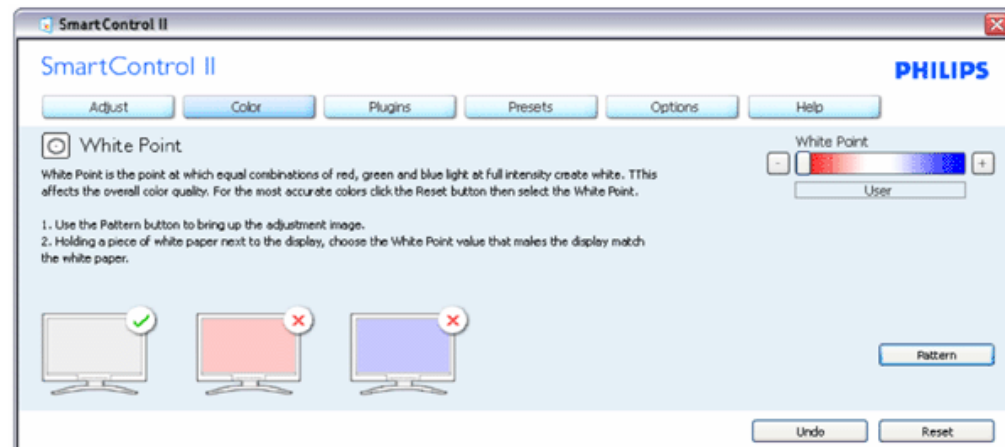 SmartControl II
SmartControl II
PHILIPS
Adjust
Color
Plugins
Presets
Options
Help
White Point
White Point is the point at which equal combinations of red, green and blue light at full intensity create white. TThis
affects the overall color quality. For the most accurate colors click the Reset button then select the White Point.
1. Use the Pattern button to bring up the adjustment image.
2. Holding a piece of white paper next to the display, choose the White Point value that makes the display match
the white paper.
White Point
- +
User
Pattern
Undo
Reset